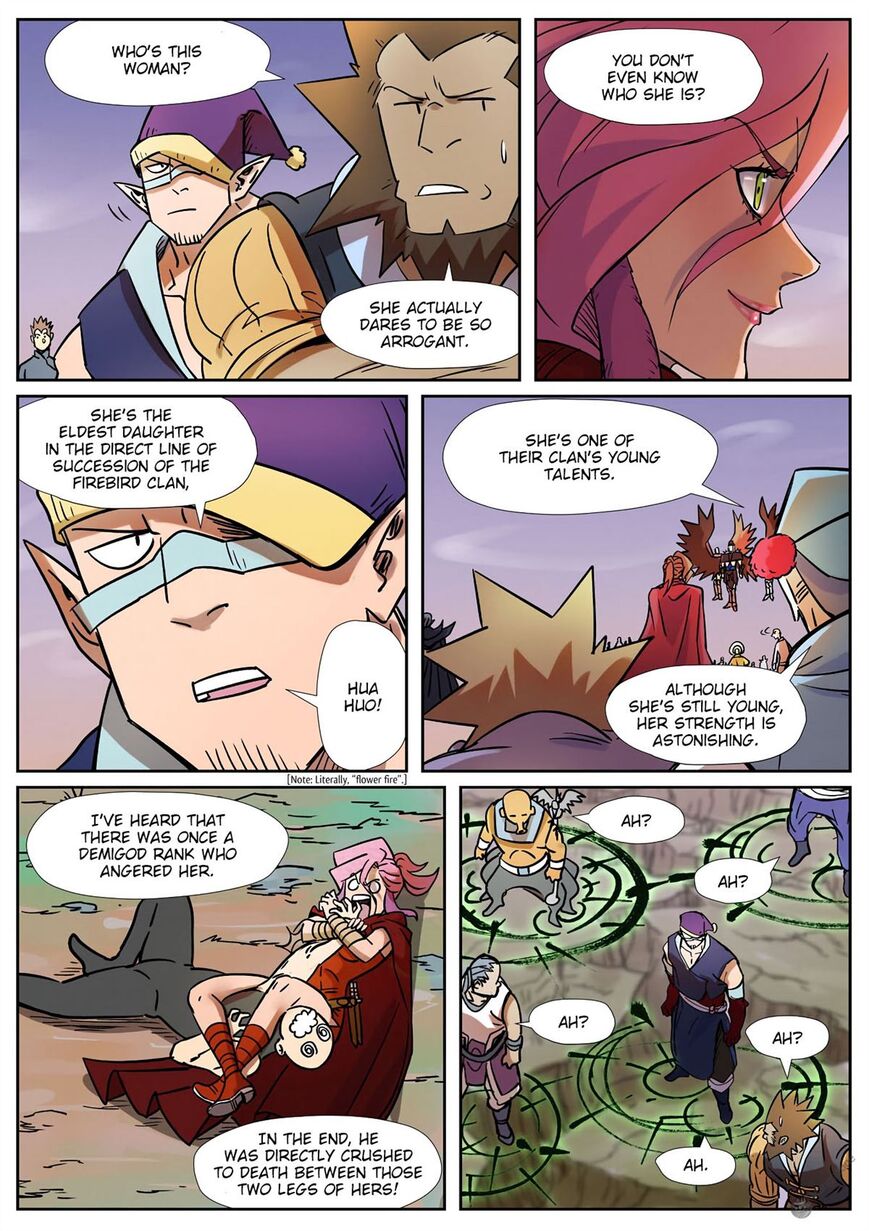 WHO'S THIS
WOMAN?
SHE ACTUALLY
DARES TO BE SO
ARROGANT.
YOU DON'T
EVEN KNOW
WHO SHE IS?
SHE'S THE
ELDEST DAUGHTER
IN THE DIRECT LINE OF
SUCCESSION OF THE
FIREBIRD CLAN,
HUA
HUO!
[Note: Literally, "flower fire".]
SHE'S ONE OF
THEIR CLAN'S YOUNG
TALENTS.
ALTHOUGH
SHE'S STILL YOUNG,
HER STRENGTH IS
ASTONISHING.
I'VE HEARD THAT
THERE WAS ONCE A
DEMIGOD RANK WHO
ANGERED HER.
IN THE END, HE
WAS DIRECTLY CRUSHED
TO DEATH BETWEEN THOSE
TWO LEGS OF HERS!
AH?
AH?
AH?
AH?
AH.